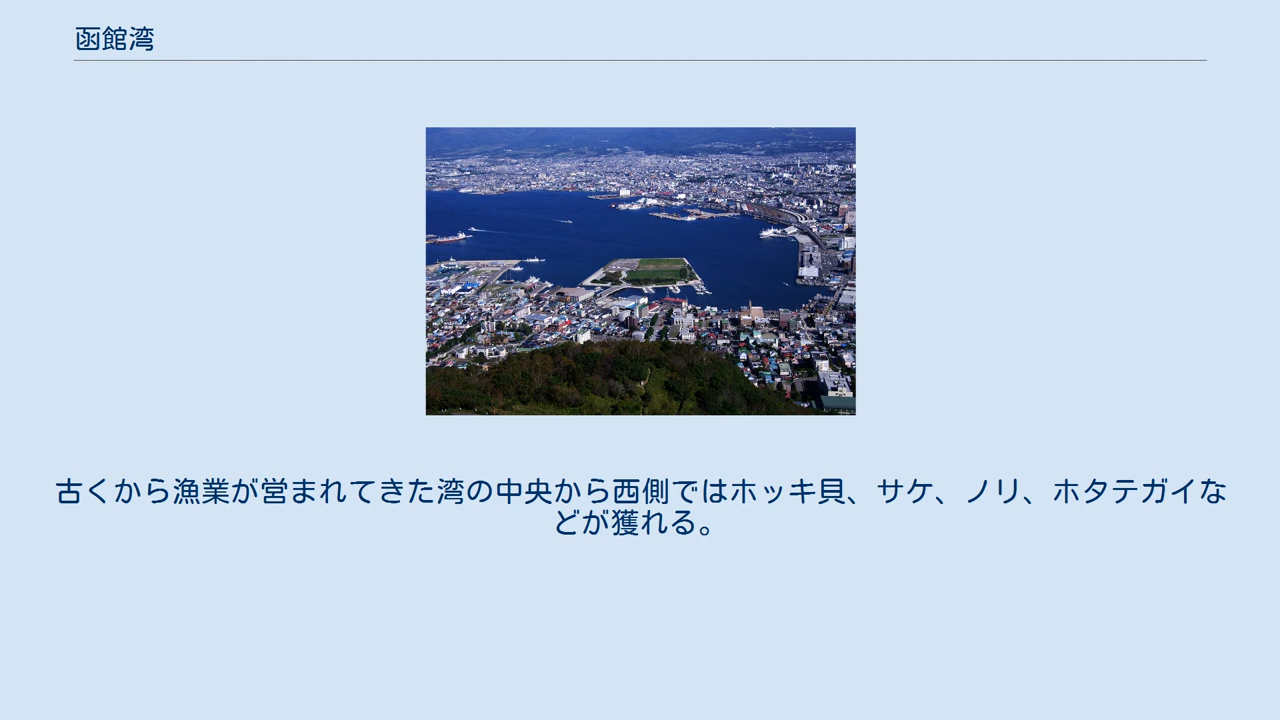 函館湾
古くから漁業が営まれてきた湾の中央から西側ではホッキ貝、サケ、ノリ、ホタテガイな
どが獲れる。